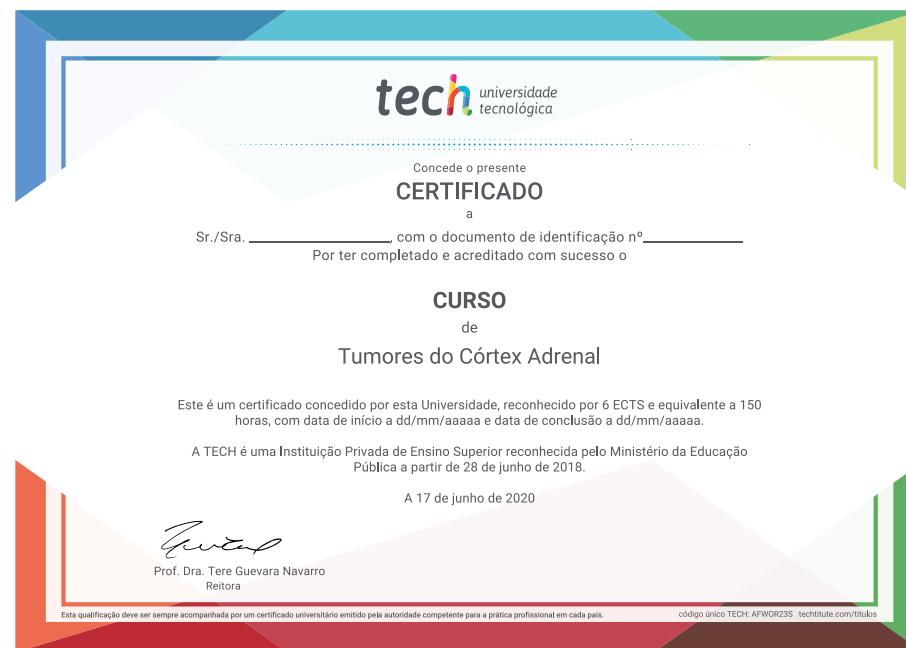 tech universidade
tecnológica
Concede o presente
CERTIFICADO
a
Sr./Sra. ____________, com o documento de identificação nº____________
Por ter completado e acreditado com sucesso o
CURSO
de
Tumores do Córtex Adrenal
Este é um certificado concedido por esta Universidade, reconhecido por 6 ECTS e equivalente a 150
horas, com data de início a dd/mm/aaaaa e data de conclusão a dd/mm/aaaaa.
A TECH é uma Instituição Privada de Ensino Superior reconhecida pelo Ministério da Educação
Pública a partir de 28 de junho de 2018.
A 17 de junho de 2020
Prof. Dra. Tere Guevara Navarro
Reitora
Esta qualificação deve ser sempre acompanhada por um certificado universitário emitido pela autoridade competente para a prática profissional em cada país. código único TECH: AFWOR23S techtitute.com/titulos